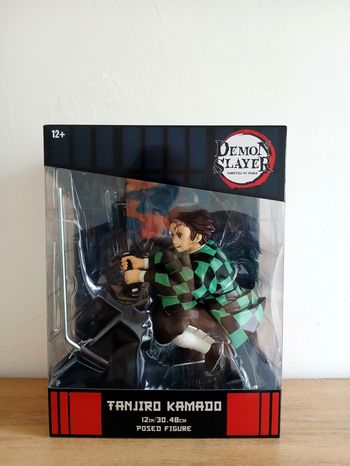 12+
DEMON
SLAYER
KIMETSU NO YAIBA
TANJIRO KAMADO
12in/30.48cm
POSED FIGURE